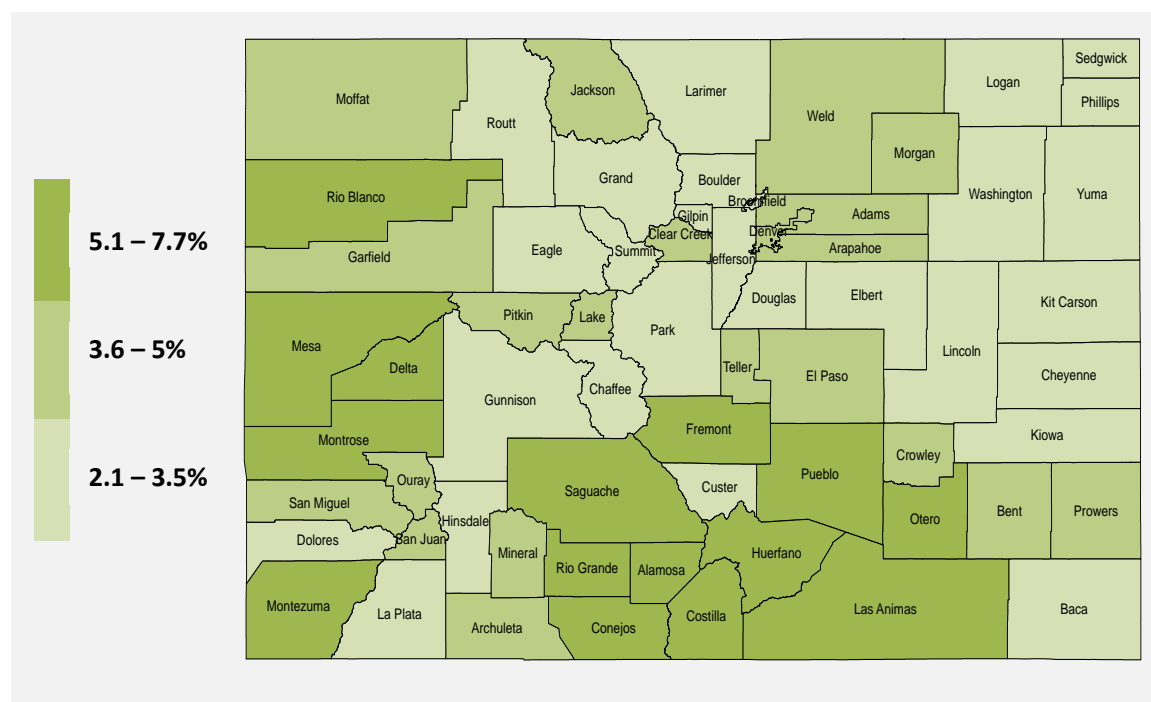 5.1 – 7.7%
3.6 – 5%
2.1 – 3.5%
Moffat
Routt
Jackson
Larimer
Weld
Logan
Sedgwick
Phillips
Morgan
Rio Blanco
Grand
Boulder
Broomfield
Washington
Yuma
Gilpin
Adams
Clear Creek
Denver
Garfield
Eagle
Summit
Jefferson
Arapahoe
Douglas
Elbert
Kit Carson
Pitkin
Lake
Park
Mesa
Lincoln
Delta
Teller
El Paso
Cheyenne
Gunnison
Chaffee
Montrose
Fremont
Kiowa
Crowley
Ouray
Saguache
Custer
Pueblo
San Miguel
Hinsdale
Otero
Bent
Prowers
Dolores
San Juan
Mineral
Huerfano
Rio Grande
Alamosa
Montezuma
La Plata
Archuleta
Conejos
Costilla
Las Animas
Baca